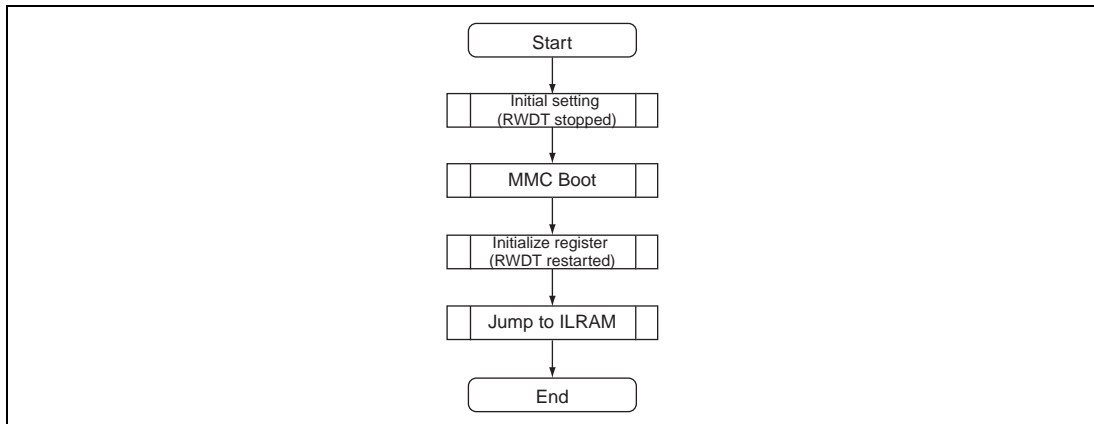 Start
Initial setting
(RWDT stopped)
MMC Boot
Initialize register
(RWDT restarted)
Jump to ILRAM
End